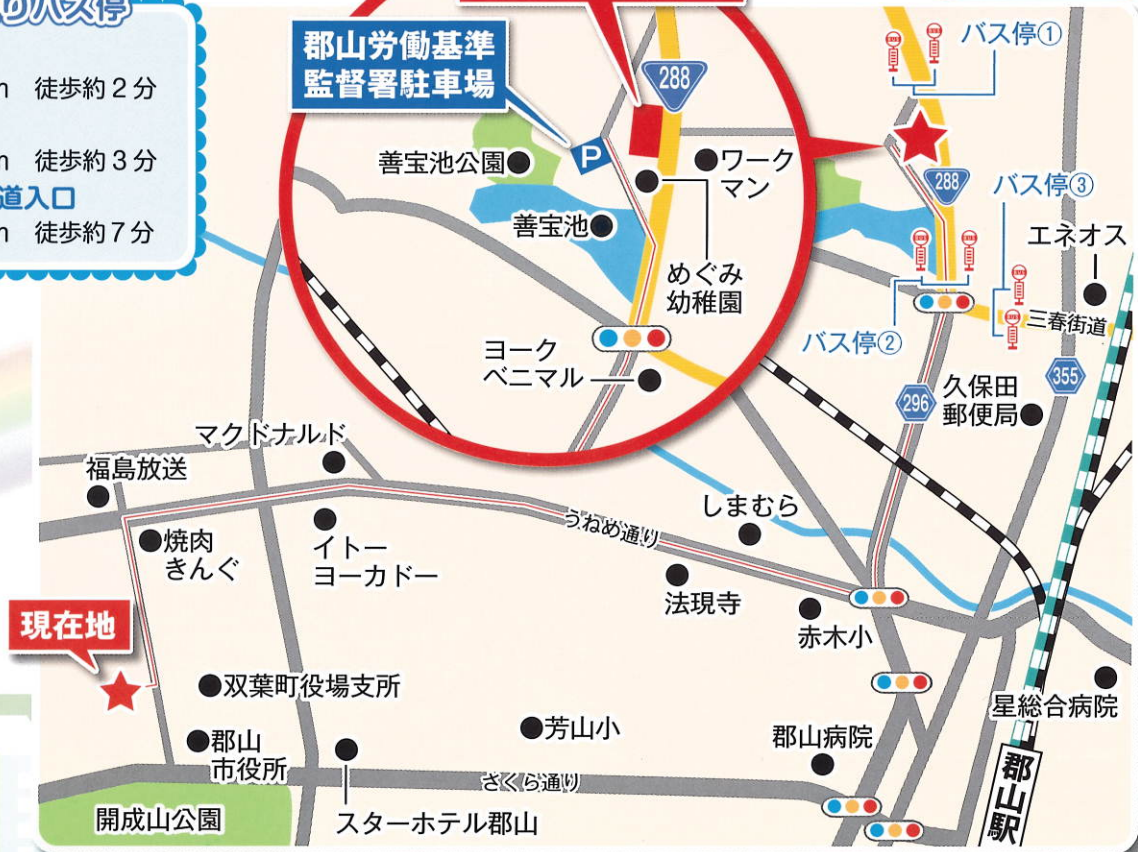 りバス停
m 徒歩約2分
m 徒歩約3分
道入口
m 徒歩約7分
郡山労働基準
監督署駐車場
288
P
善宝池公園
ワーク
マン
善宝池
めぐみ
幼稚園
ヨーク
ベニマル
バス停①
288
バス停③
エネオス
三春街道
バス停②
355
296
久保田
郵便局
マクドナルド
福島放送
焼肉
きんぐ
イトー
ヨーカドー
うねめ通り
しまむら
法現寺
赤木小
現在地
双葉町役場支所
郡山
市役所
芳山小
郡山病院
星総合病院
さくら通り
開成山公園
スターホテル郡山
郡山駅